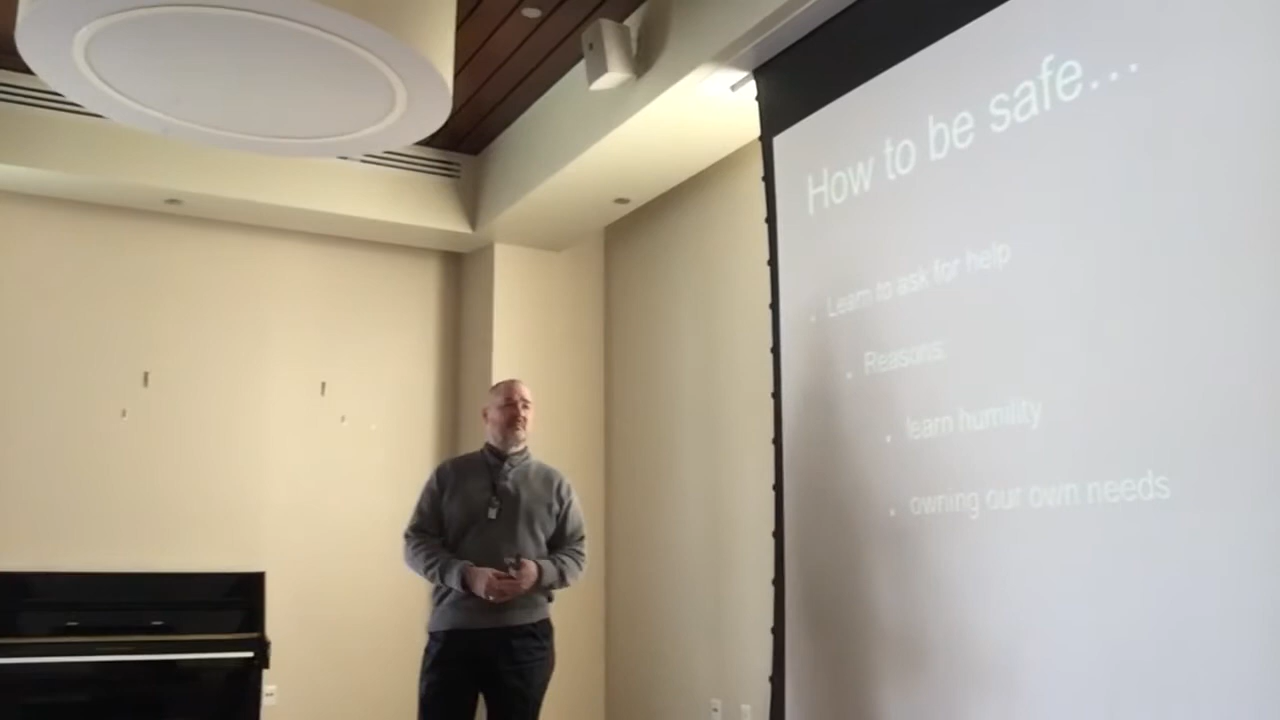 How to be safe...
Learn to ask for help
Reasons:
learn humility
owning our own needs